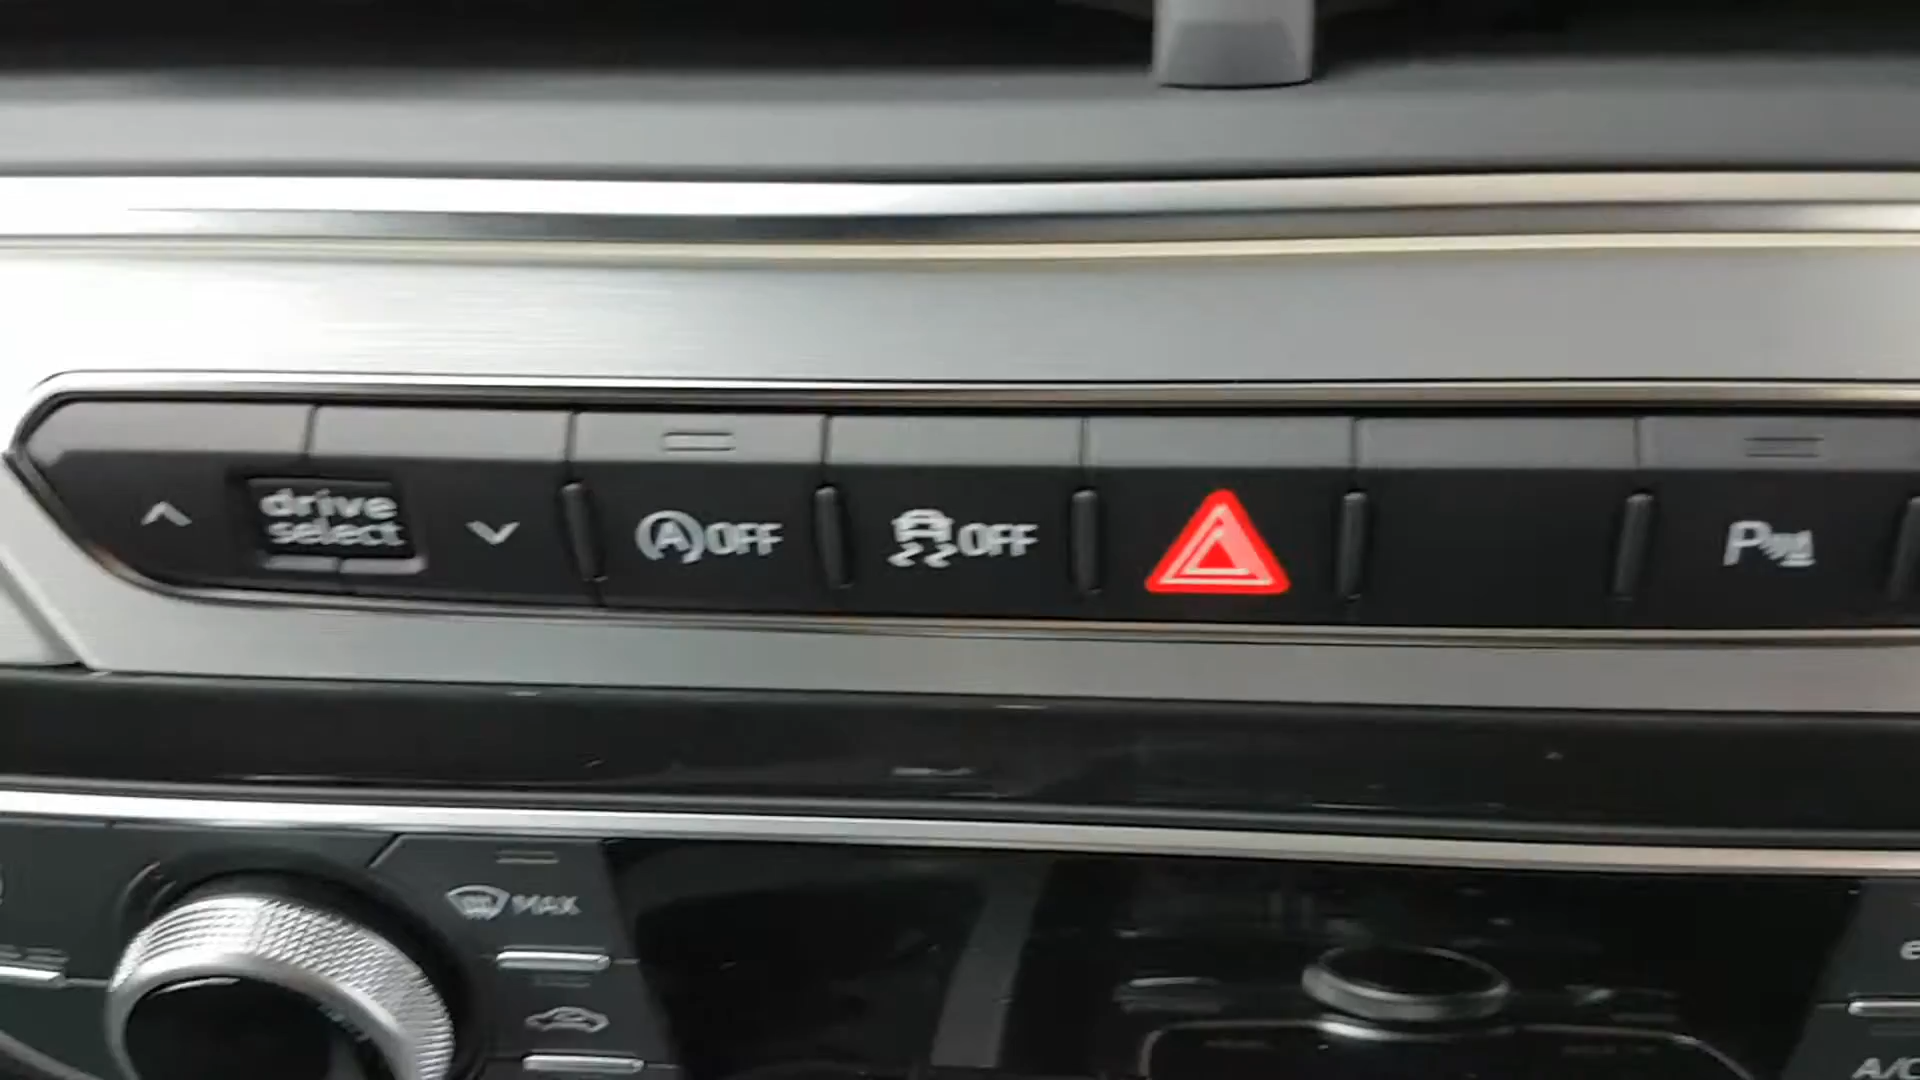 drive
select
A OFF
OFF
P
MAX
A/C